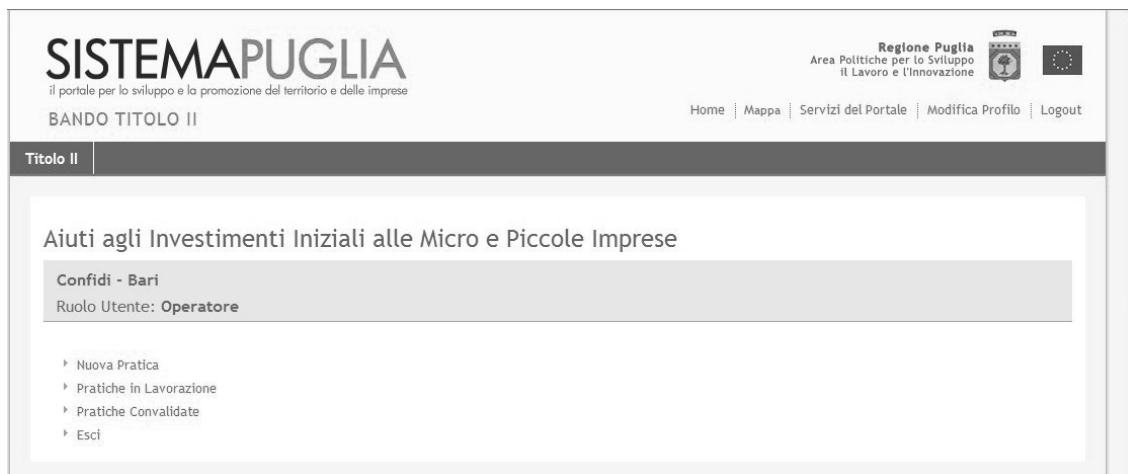 SISTEMAPUGLIA
il portale per lo sviluppo e la promozione del territorio e delle imprese
BANDO TITOLO II
Regione Puglia
Area Politiche per lo Sviluppo
il Lavoro e l'Innovazione
Home | Mappa | Servizi del Portale | Modifica Profilo | Logout
Titolo II
Aiuti agli Investimenti Iniziali alle Micro e Piccole Imprese
Confidi - Bari
Ruolo Utente: Operatore
Nuova Pratica
Pratiche in Lavorazione
Pratiche Convalidate
Esci